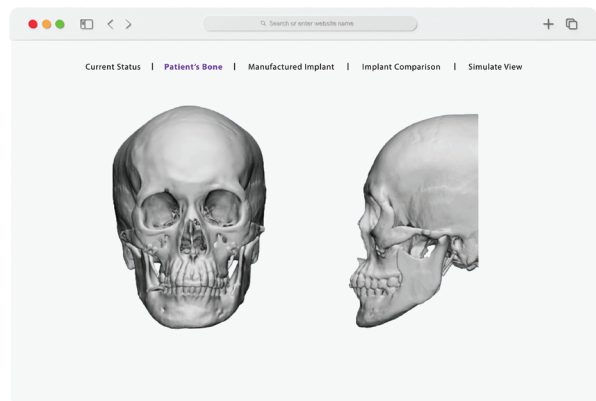 Search or enter website name
Current Status | Patient's Bone | Manufactured Implant | Implant Comparison | Simulate View